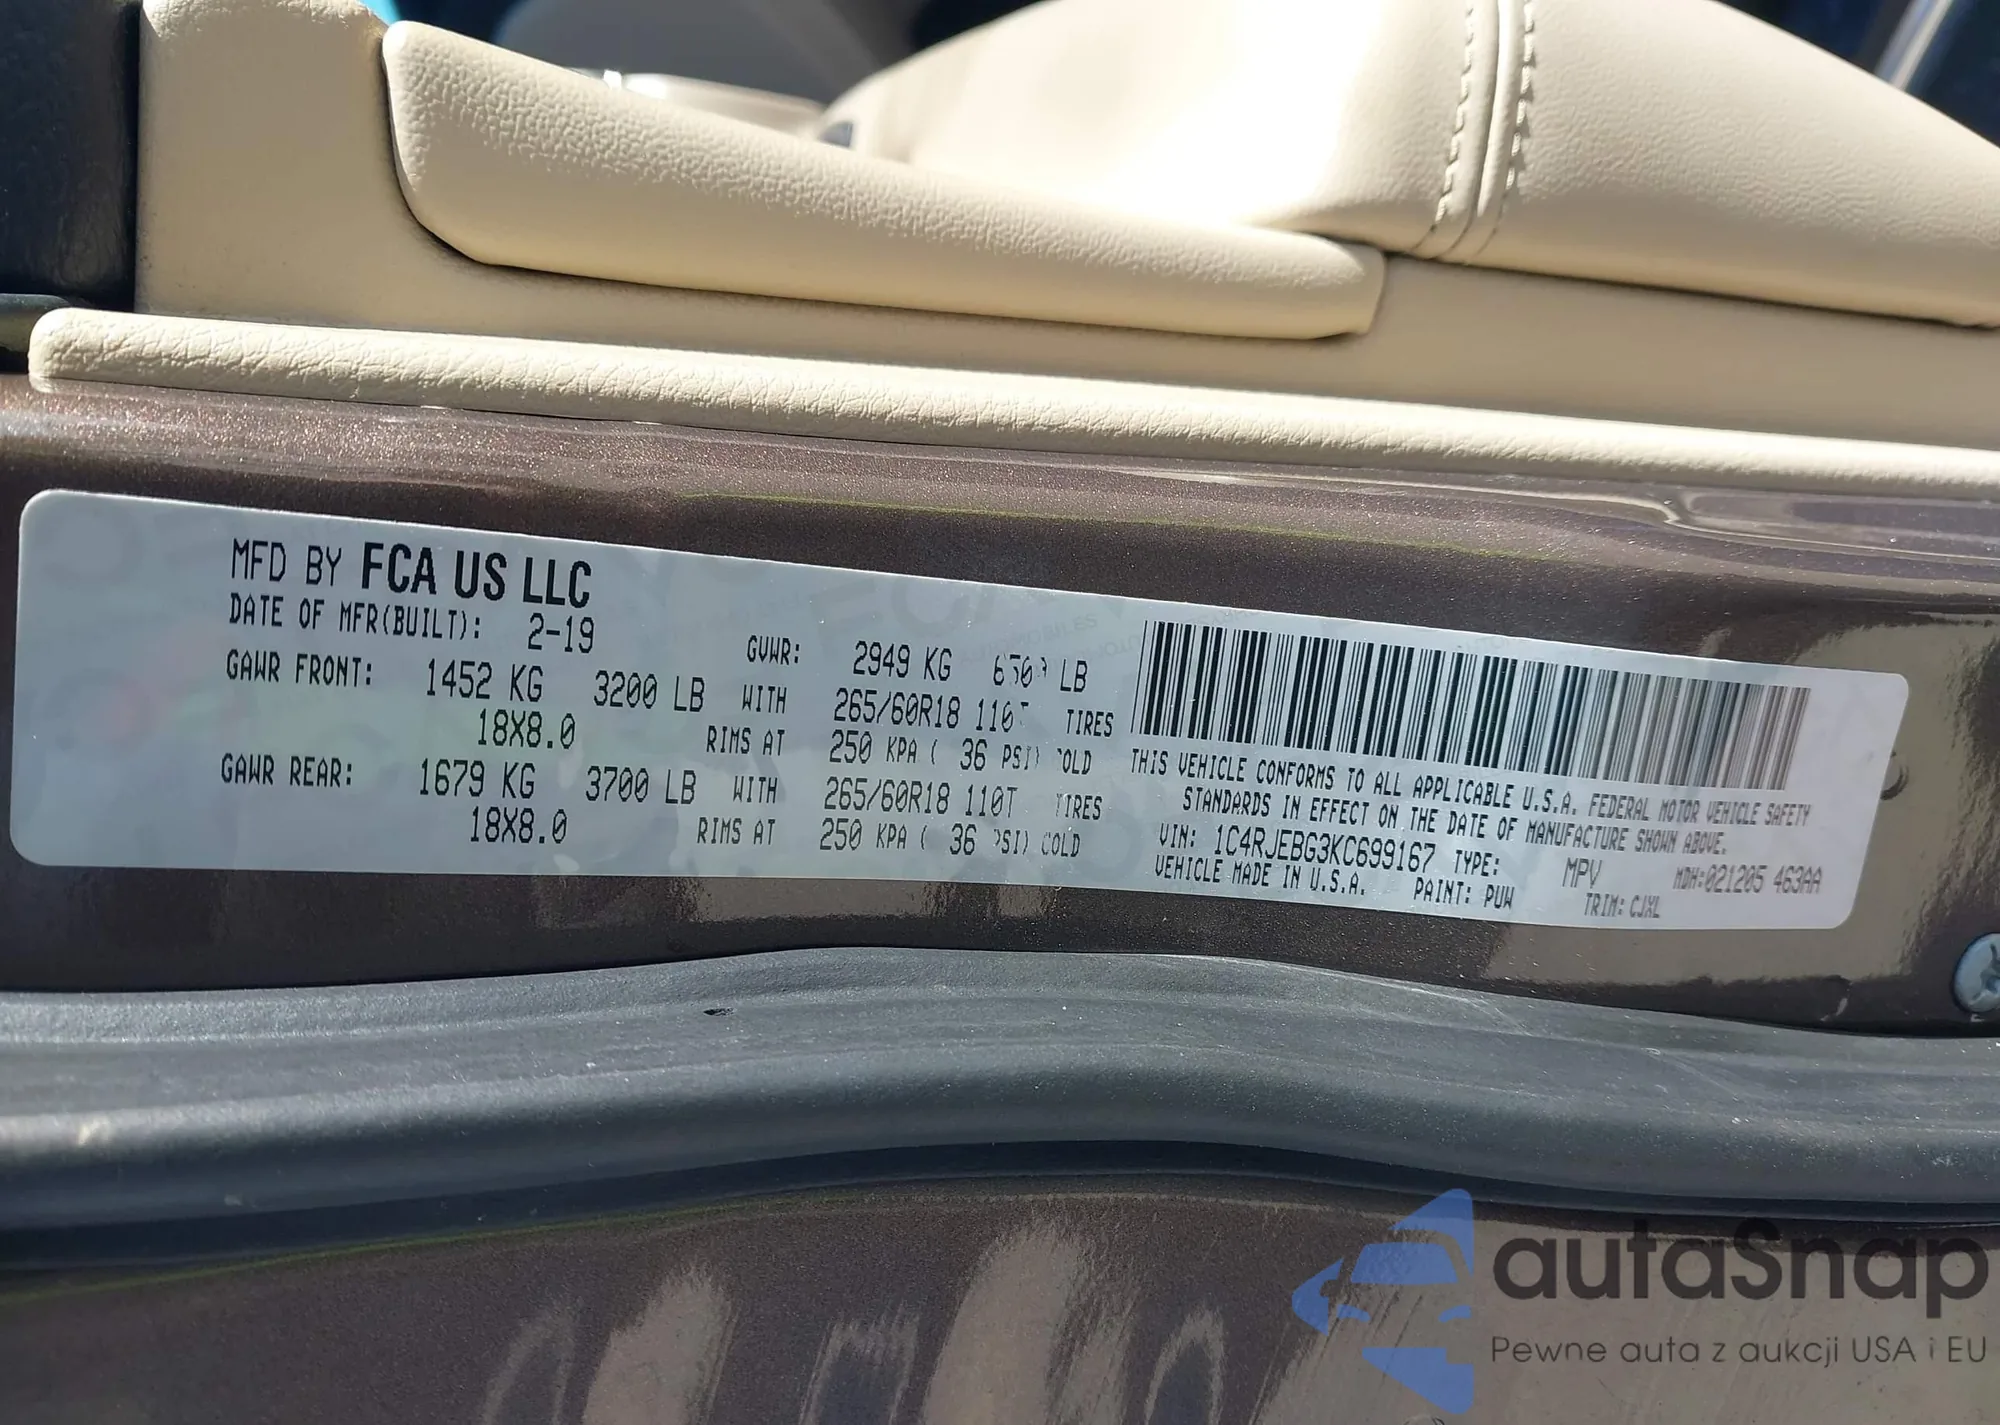 MFD BY FCA US LLC
DATE OF MFR(BUILT): 2-19 GVWR: 2949 KG LB
GAWR FRONT: 1452 KG 3200 LB WITH 265/60R18 110T TIRES
18X8.0 RIMS AT 250 KPA ( 36 PSI) COLD
GAWR REAR: 1679 KG 3700 LB WITH 265/60R18 110T TIRES
18X8.0 RIMS AT 250 KPA ( 36 PSI) COLD
THIS VEHICLE CONFORMS TO ALL APPLICABLE U.S.A. FEDERAL MOTOR VEHICLE SAFETY
STANDARDS IN EFFECT ON THE DATE OF MANUFACTURE SHOWN ABOVE.
VIN: 1C4RJEBG3KC699167 TYPE: MPV MDH:021205 463AA
VEHICLE MADE IN U.S.A. PAINT: PUW TRIM: CJXL
autaSnap
Pewne auta z aukcji USA i EU